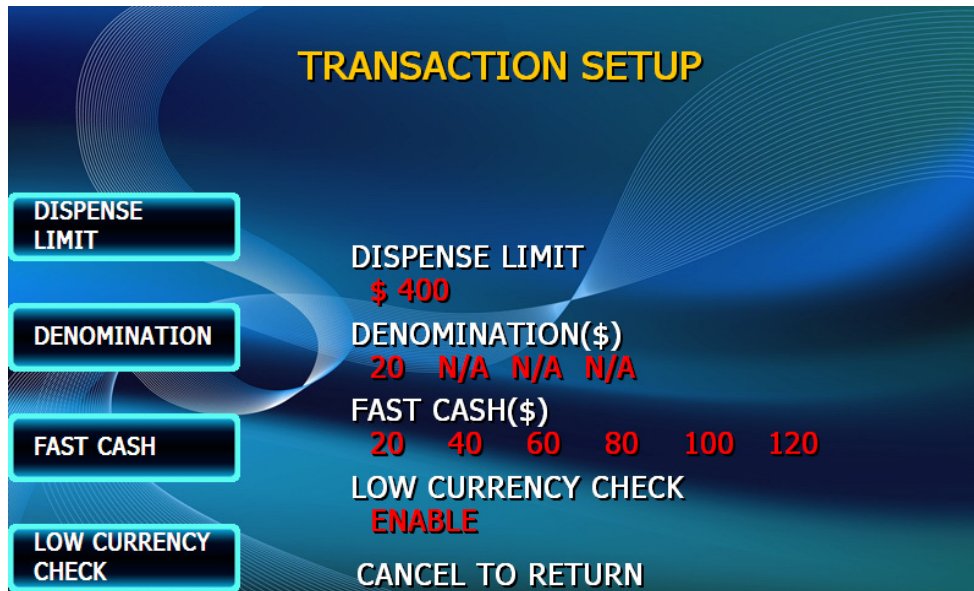 TRANSACTION SETUP
DISPENSE
LIMIT
DENOMINATION
FAST CASH
LOW CURRENCY
CHECK
DISPENSE LIMIT
$ 400
DENOMINATION($)
20 N/A N/A N/A
FAST CASH($)
20 40 60 80 100 120
LOW CURRENCY CHECK
ENABLE
CANCEL TO RETURN